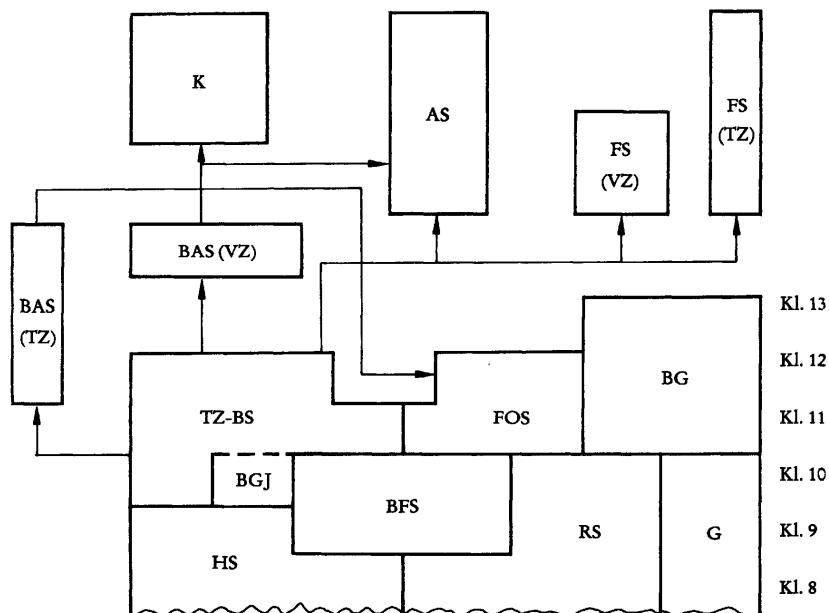 K
AS
FS
(VZ)
FS
(TZ)
BAS (VZ)
BAS
(TZ)
Kl. 13
BG
Kl. 12
TZ-BS
FOS
Kl. 11
BGJ
BFS
Kl. 10
HS
RS
G
Kl. 9
Kl. 8